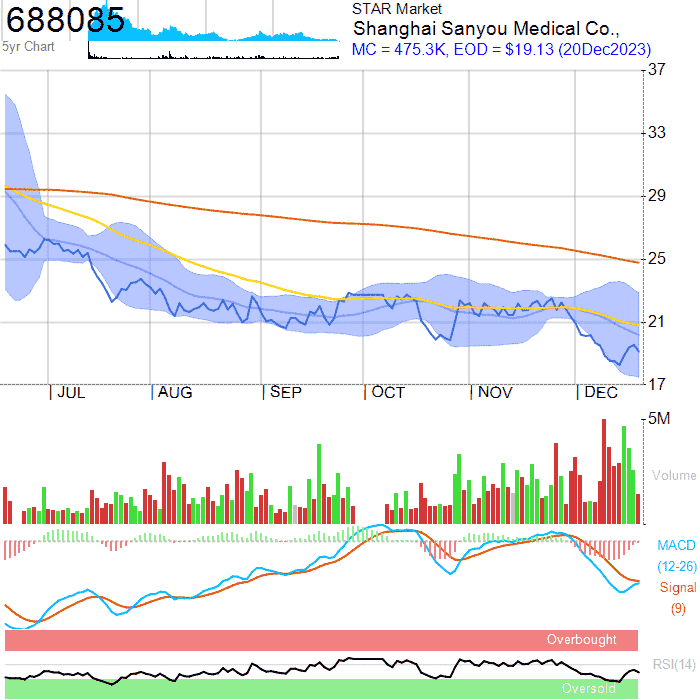 688085
5yr Chart
STAR Market
Shanghai Sanyou Medical Co.,
MC = 475.3K, EOD = $19.13 (20Dec2023)
37
33
29
25
21
17
JUL AUG SEP OCT NOV DEC
5M
Volume
MACD
(12-26)
Signal
(9)
Overbought
RSI(14)
Oversold